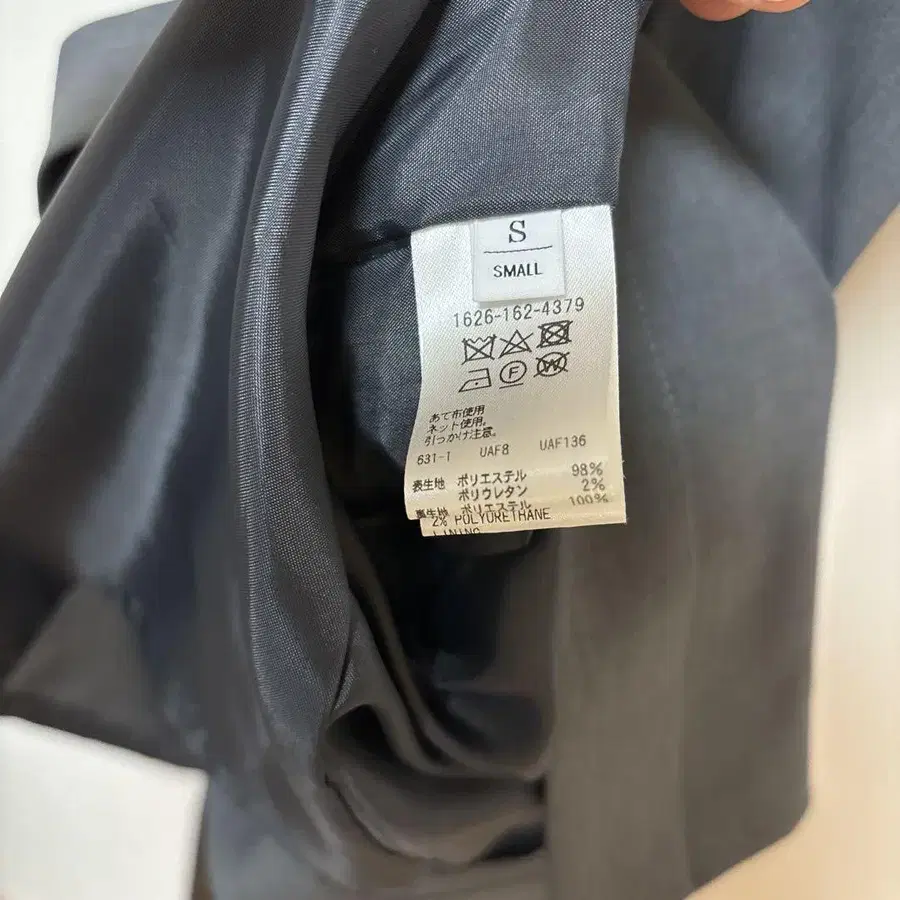 S
SMALL
1626-162-4379
あて布使用
ネット使用。
引っかけ注意。
631-1 UAF8 UAF136
表生地 ポリエステル 98%
ポリウレタン 2%
裏生地 ポリエステル 100%
2% POLYURETHANE
LINING